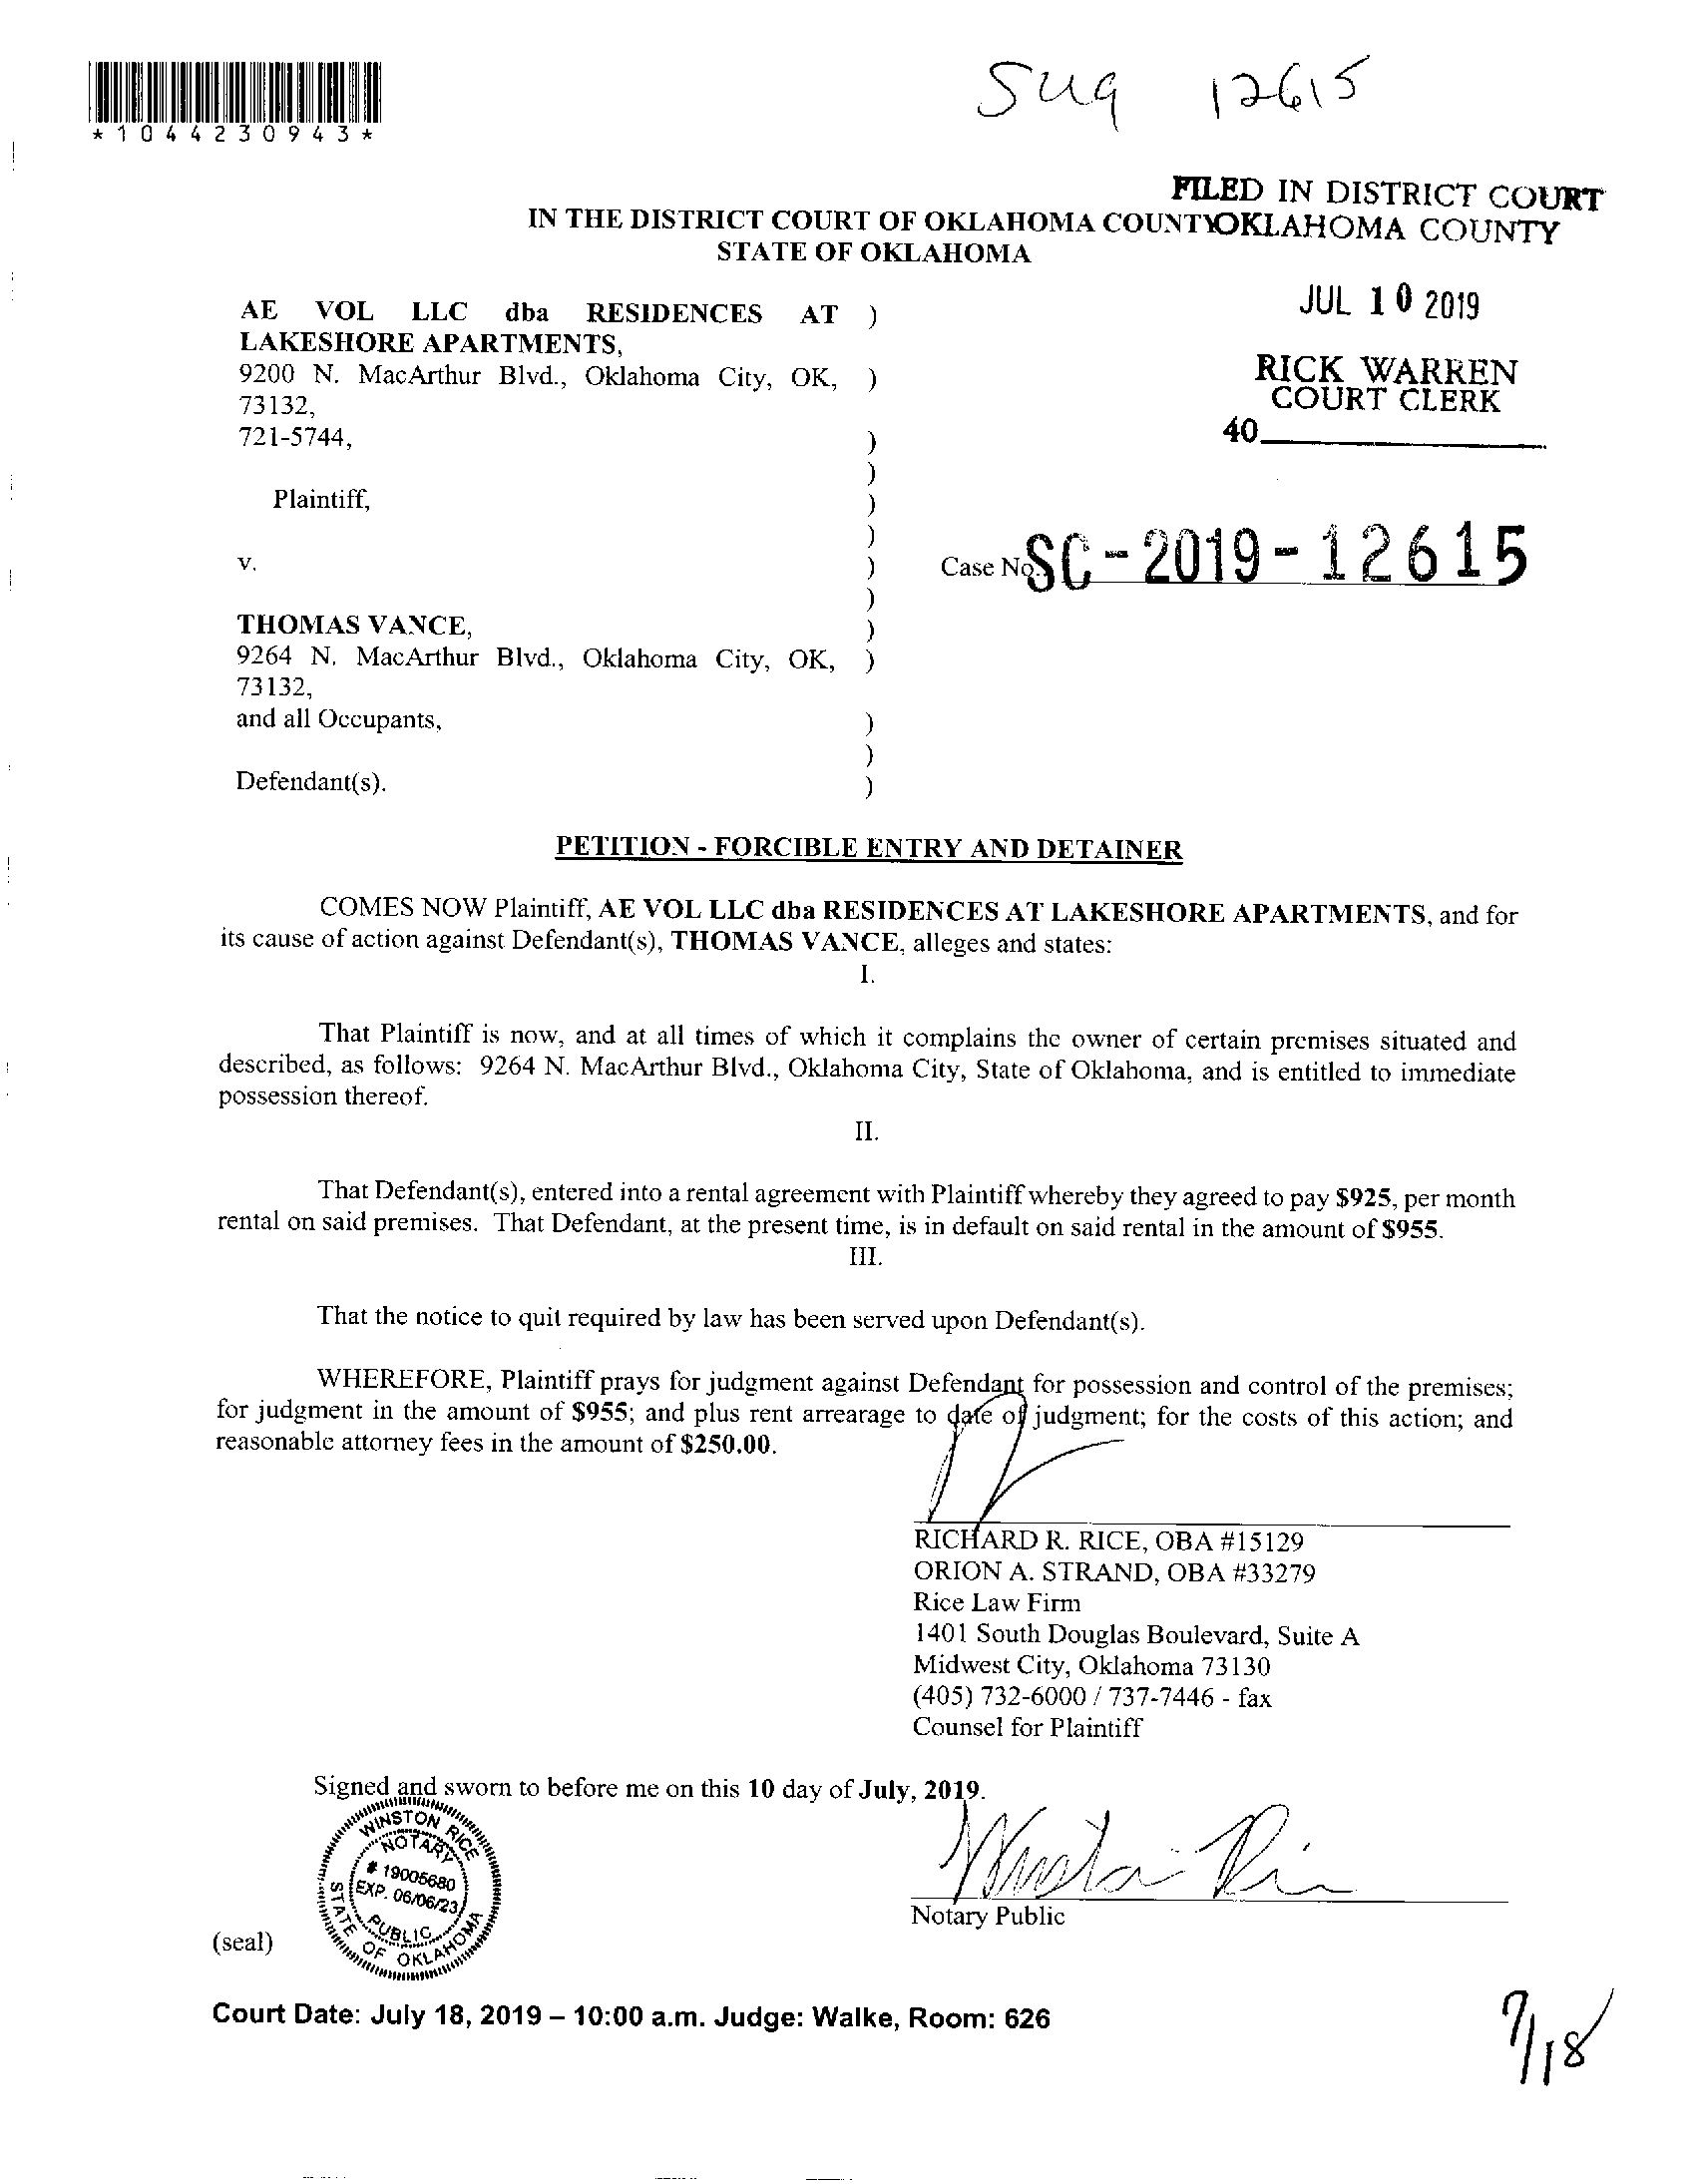 *1044230943*
Sug 12615
FILED IN DISTRICT COURT
OKLAHOMA COUNTY
IN THE DISTRICT COURT OF OKLAHOMA COUNTY
STATE OF OKLAHOMA
JUL 10 2019
RICK WARREN
COURT CLERK
40
AE VOL LLC dba RESIDENCES AT )
LAKESHORE APARTMENTS,
9200 N. MacArthur Blvd., Oklahoma City, OK, )
73132,
721-5744, )
)
Plaintiff, )
)
v. ) Case No. SC-2019-12615
)
THOMAS VANCE, )
9264 N. MacArthur Blvd., Oklahoma City, OK, )
73132,
and all Occupants, )
)
Defendant(s). )
PETITION - FORCIBLE ENTRY AND DETAINER
COMES NOW Plaintiff, AE VOL LLC dba RESIDENCES AT LAKESHORE APARTMENTS, and for
its cause of action against Defendant(s), THOMAS VANCE, alleges and states:
I.
That Plaintiff is now, and at all times of which it complains the owner of certain premises situated and
described, as follows: 9264 N. MacArthur Blvd., Oklahoma City, State of Oklahoma, and is entitled to immediate
possession thereof.
II.
That Defendant(s), entered into a rental agreement with Plaintiff whereby they agreed to pay $925, per month
rental on said premises. That Defendant, at the present time, is in default on said rental in the amount of $955.
III.
That the notice to quit required by law has been served upon Defendant(s).
WHEREFORE, Plaintiff prays for judgment against Defendant for possession and control of the premises;
for judgment in the amount of $955; and plus rent arrearage to date of judgment; for the costs of this action; and
reasonable attorney fees in the amount of $250.00.
RICHARD R. RICE, OBA #15129
ORION A. STRAND, OBA #33279
Rice Law Firm
1401 South Douglas Boulevard, Suite A
Midwest City, Oklahoma 73130
(405) 732-6000 / 737-7446 - fax
Counsel for Plaintiff
Signed and sworn to before me on this 10 day of July, 2019.
WINSTON RICE
NOTARY
# 19005680
EXP. 06/06/23
PUBLIC
STATE OF OKLAHOMA
Winston Rice
Notary Public
(seal)
Court Date: July 18, 2019 – 10:00 a.m. Judge: Walke, Room: 626
7/18